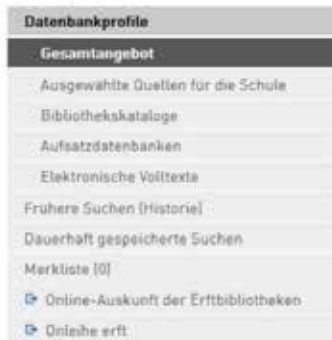 Datenbankprofile
Gesamtangebot
Ausgewählte Quellen für die Schule
Bibliothekskataloge
Aufsatzdatenbanken
Elektronische Volltexte
Frühere Suchen (Historie)
Dauerhaft gespeicherte Suchen
Merkliste (0)
Online-Auskunft der Erftbibliotheken
Onleihe erft